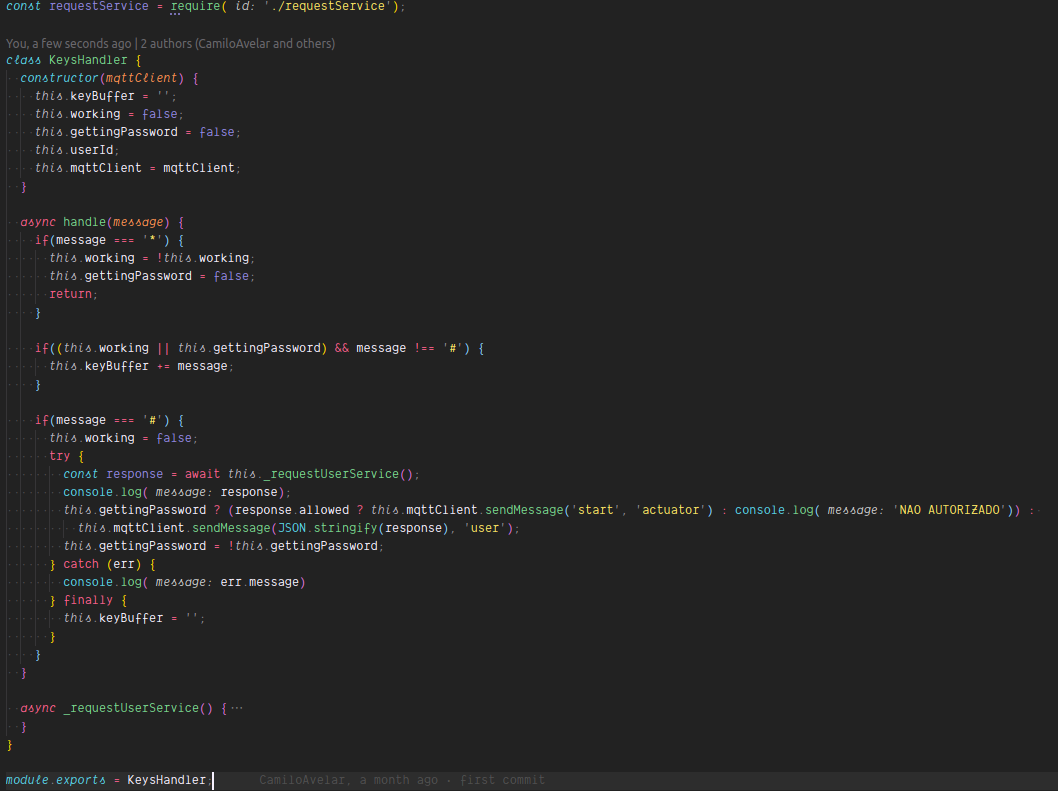 const requestService = require( id: './requestService');
You, a few seconds ago | 2 authors (CamiloAvelar and others)
class KeysHandler {
constructor(mqttClient) {
this.keyBuffer = '';
this.working = false;
this.gettingPassword = false;
this.userId;
this.mqttClient = mqttClient;
}
async handle(message) {
if(message === '*') {
this.working = !this.working;
this.gettingPassword = false;
return;
}
if((this.working || this.gettingPassword) && message !== '#') {
this.keyBuffer += message;
}
if(message === '#') {
this.working = false;
try {
const response = await this._requestUserService();
console.log( message: response);
this.gettingPassword ? (response.allowed ? this.mqttClient.sendMessage('start', 'actuator') : console.log( message: 'NAO AUTORIZADO')) :
this.mqttClient.sendMessage(JSON.stringify(response), 'user');
this.gettingPassword = !this.gettingPassword;
} catch (err) {
console.log( message: err.message)
} finally {
this.keyBuffer = '';
}
}
}
async _requestUserService() {···
}
}
module.exports = KeysHandler; CamiloAvelar, a month ago · first commit